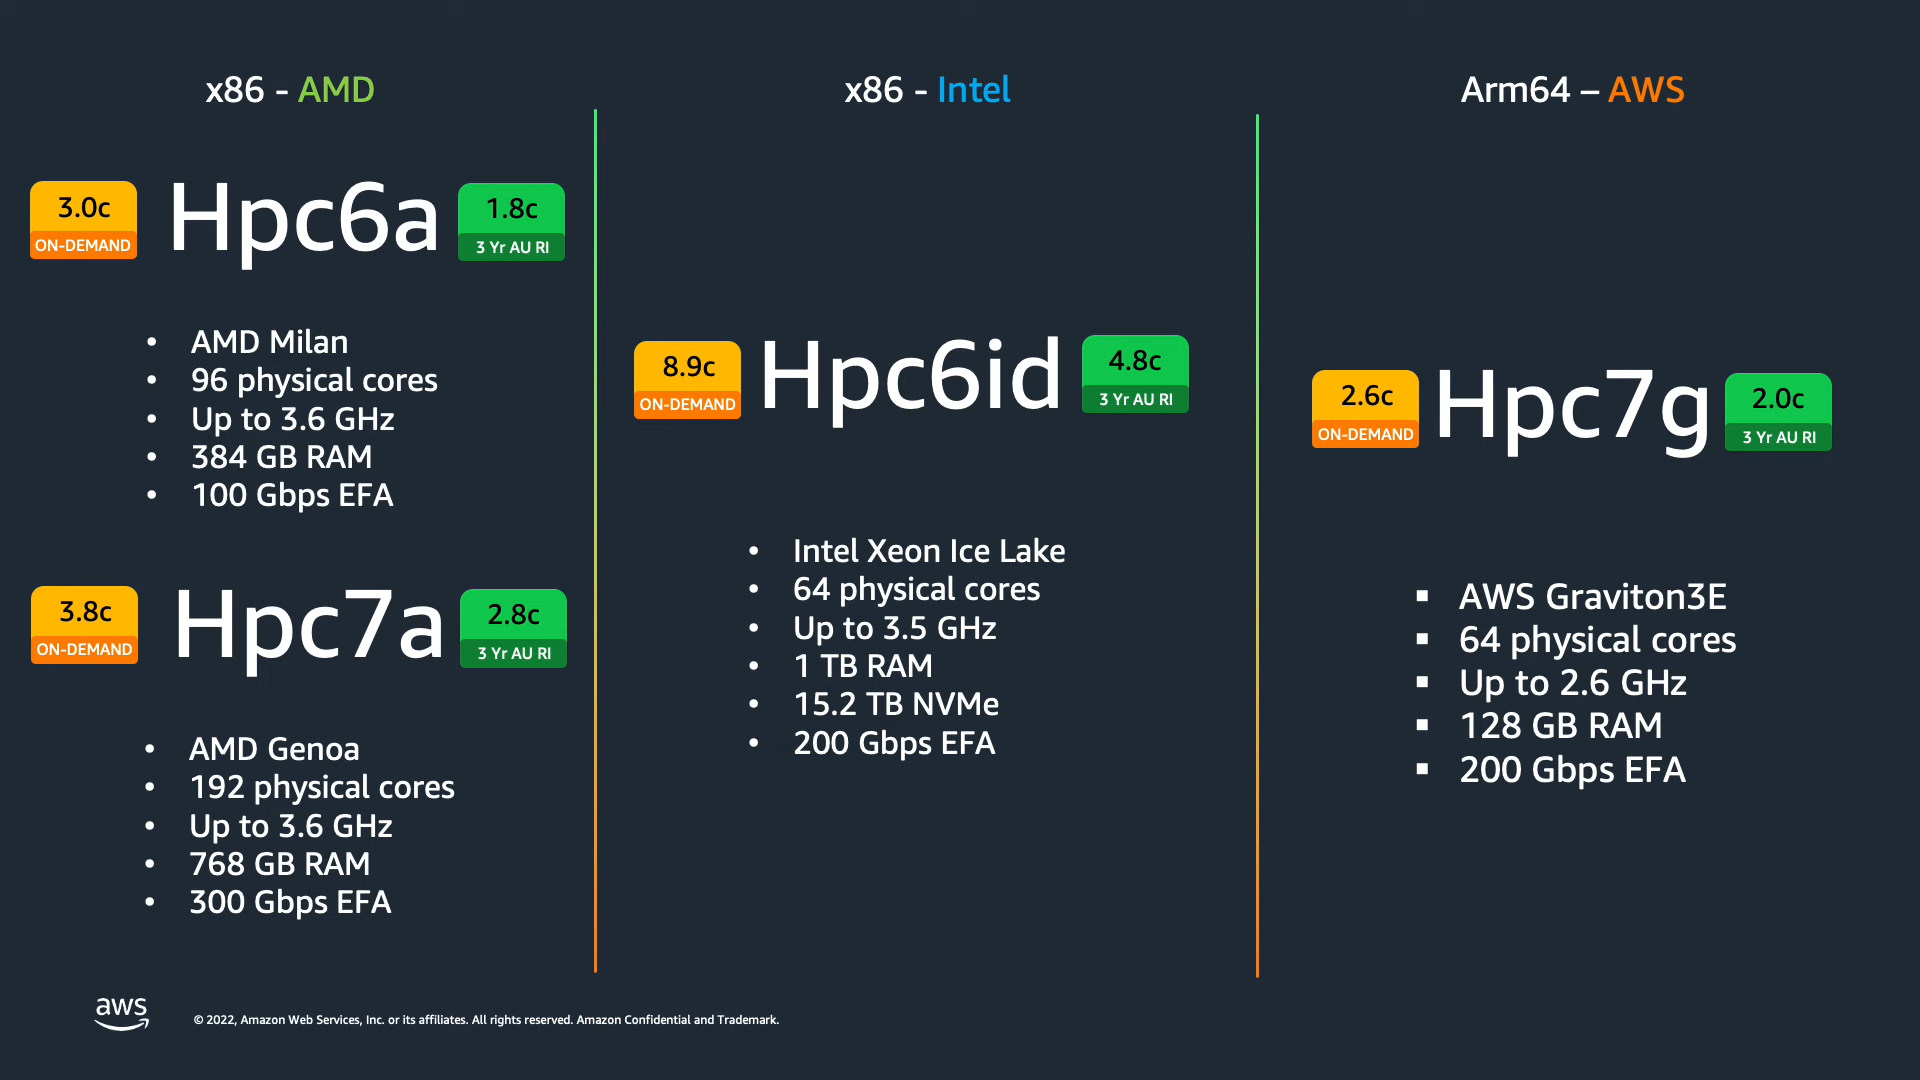 x86 - AMD
3.0c
ON-DEMAND
Hpc6a
1.8c
3 Yr AU RI
• AMD Milan
• 96 physical cores
• Up to 3.6 GHz
• 384 GB RAM
• 100 Gbps EFA
3.8c
ON-DEMAND
Hpc7a
2.8c
3 Yr AU RI
• AMD Genoa
• 192 physical cores
• Up to 3.6 GHz
• 768 GB RAM
• 300 Gbps EFA
x86 - Intel
8.9c
ON-DEMAND
Hpc6id
4.8c
3 Yr AU RI
• Intel Xeon Ice Lake
• 64 physical cores
• Up to 3.5 GHz
• 1 TB RAM
• 15.2 TB NVMe
• 200 Gbps EFA
Arm64 – AWS
2.6c
ON-DEMAND
Hpc7g
2.0c
3 Yr AU RI
▪ AWS Graviton3E
▪ 64 physical cores
▪ Up to 2.6 GHz
▪ 128 GB RAM
▪ 200 Gbps EFA
aws
© 2022, Amazon Web Services, Inc. or its affiliates. All rights reserved. Amazon Confidential and Trademark.